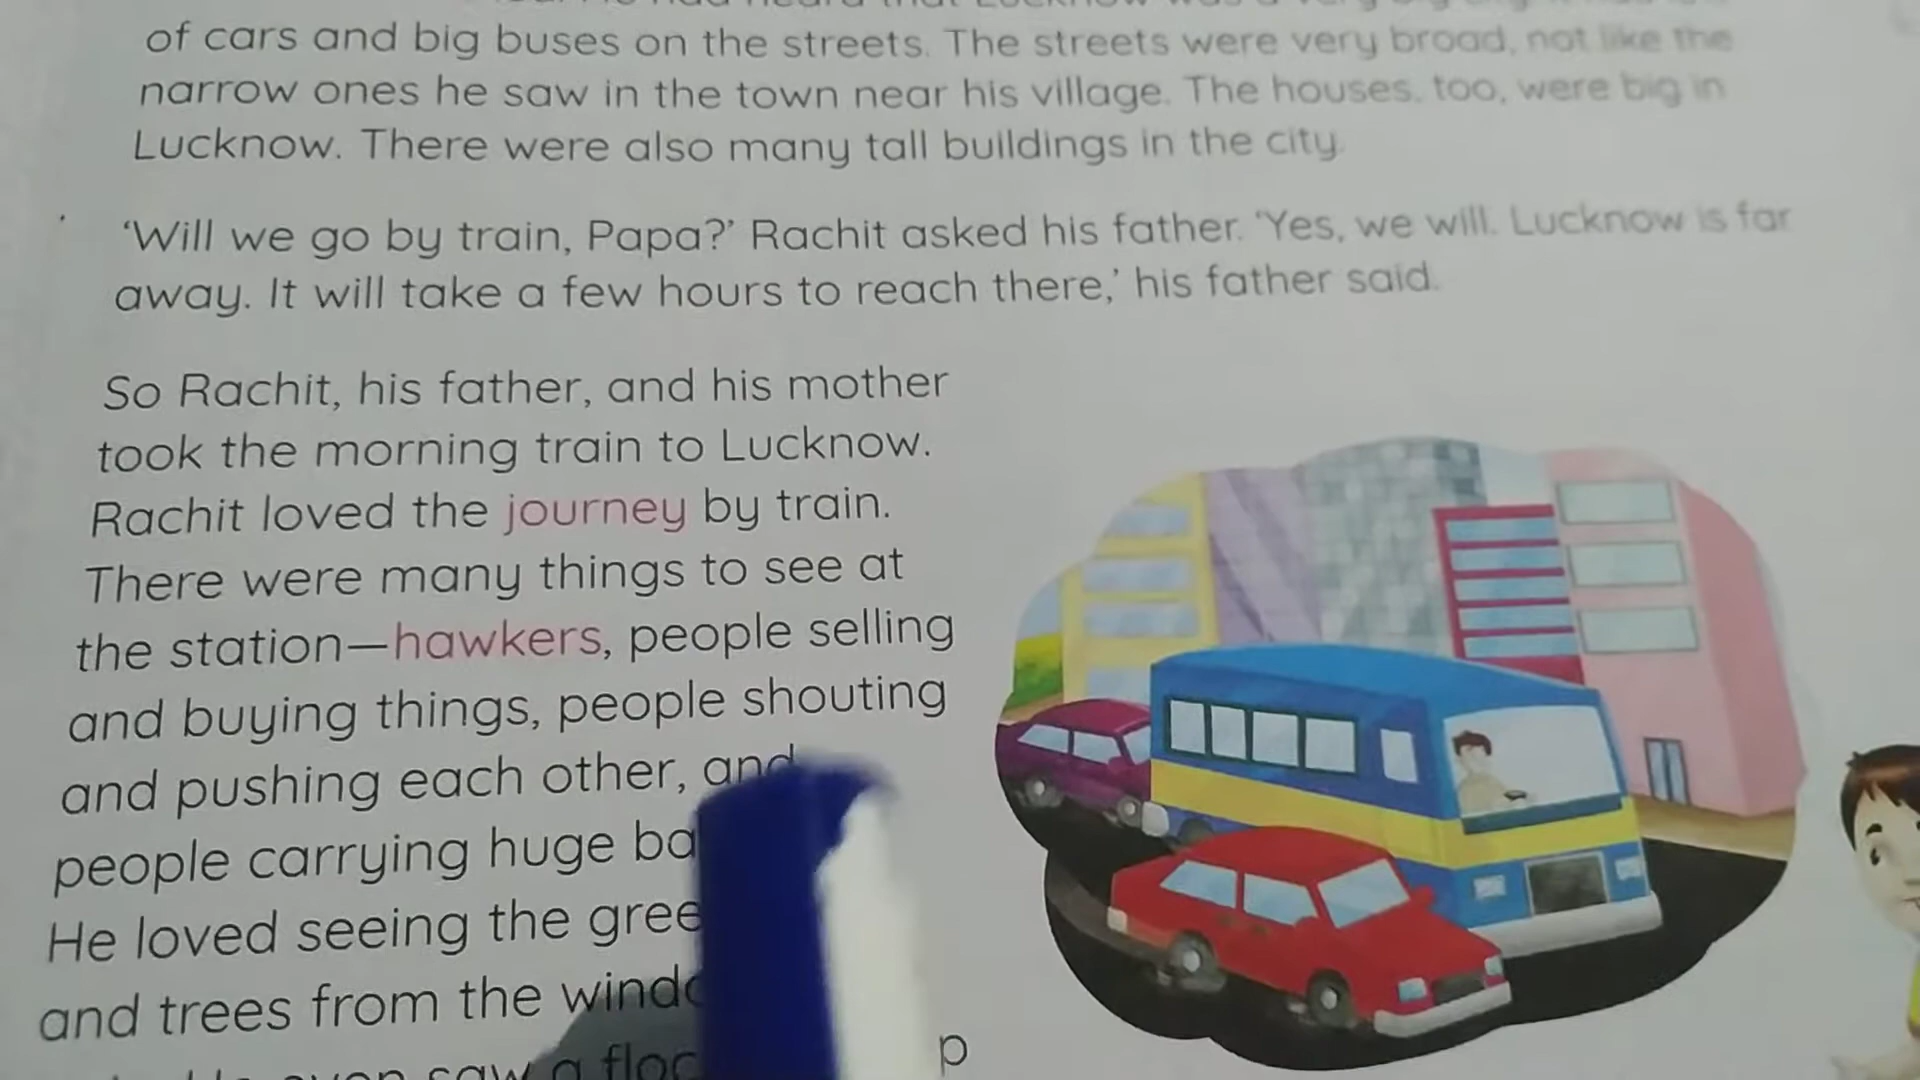 of cars and big buses on the streets. The streets were very broad, not like the
narrow ones he saw in the town near his village. The houses, too, were big in
Lucknow. There were also many tall buildings in the city.
‘Will we go by train, Papa?’ Rachit asked his father. ‘Yes, we will. Lucknow is far
away. It will take a few hours to reach there,’ his father said.
So Rachit, his father, and his mother
took the morning train to Lucknow.
Rachit loved the journey by train.
There were many things to see at
the station—hawkers, people selling
and buying things, people shouting
and pushing each other, and
people carrying huge
He loved seeing the
and trees from the
saw a
p